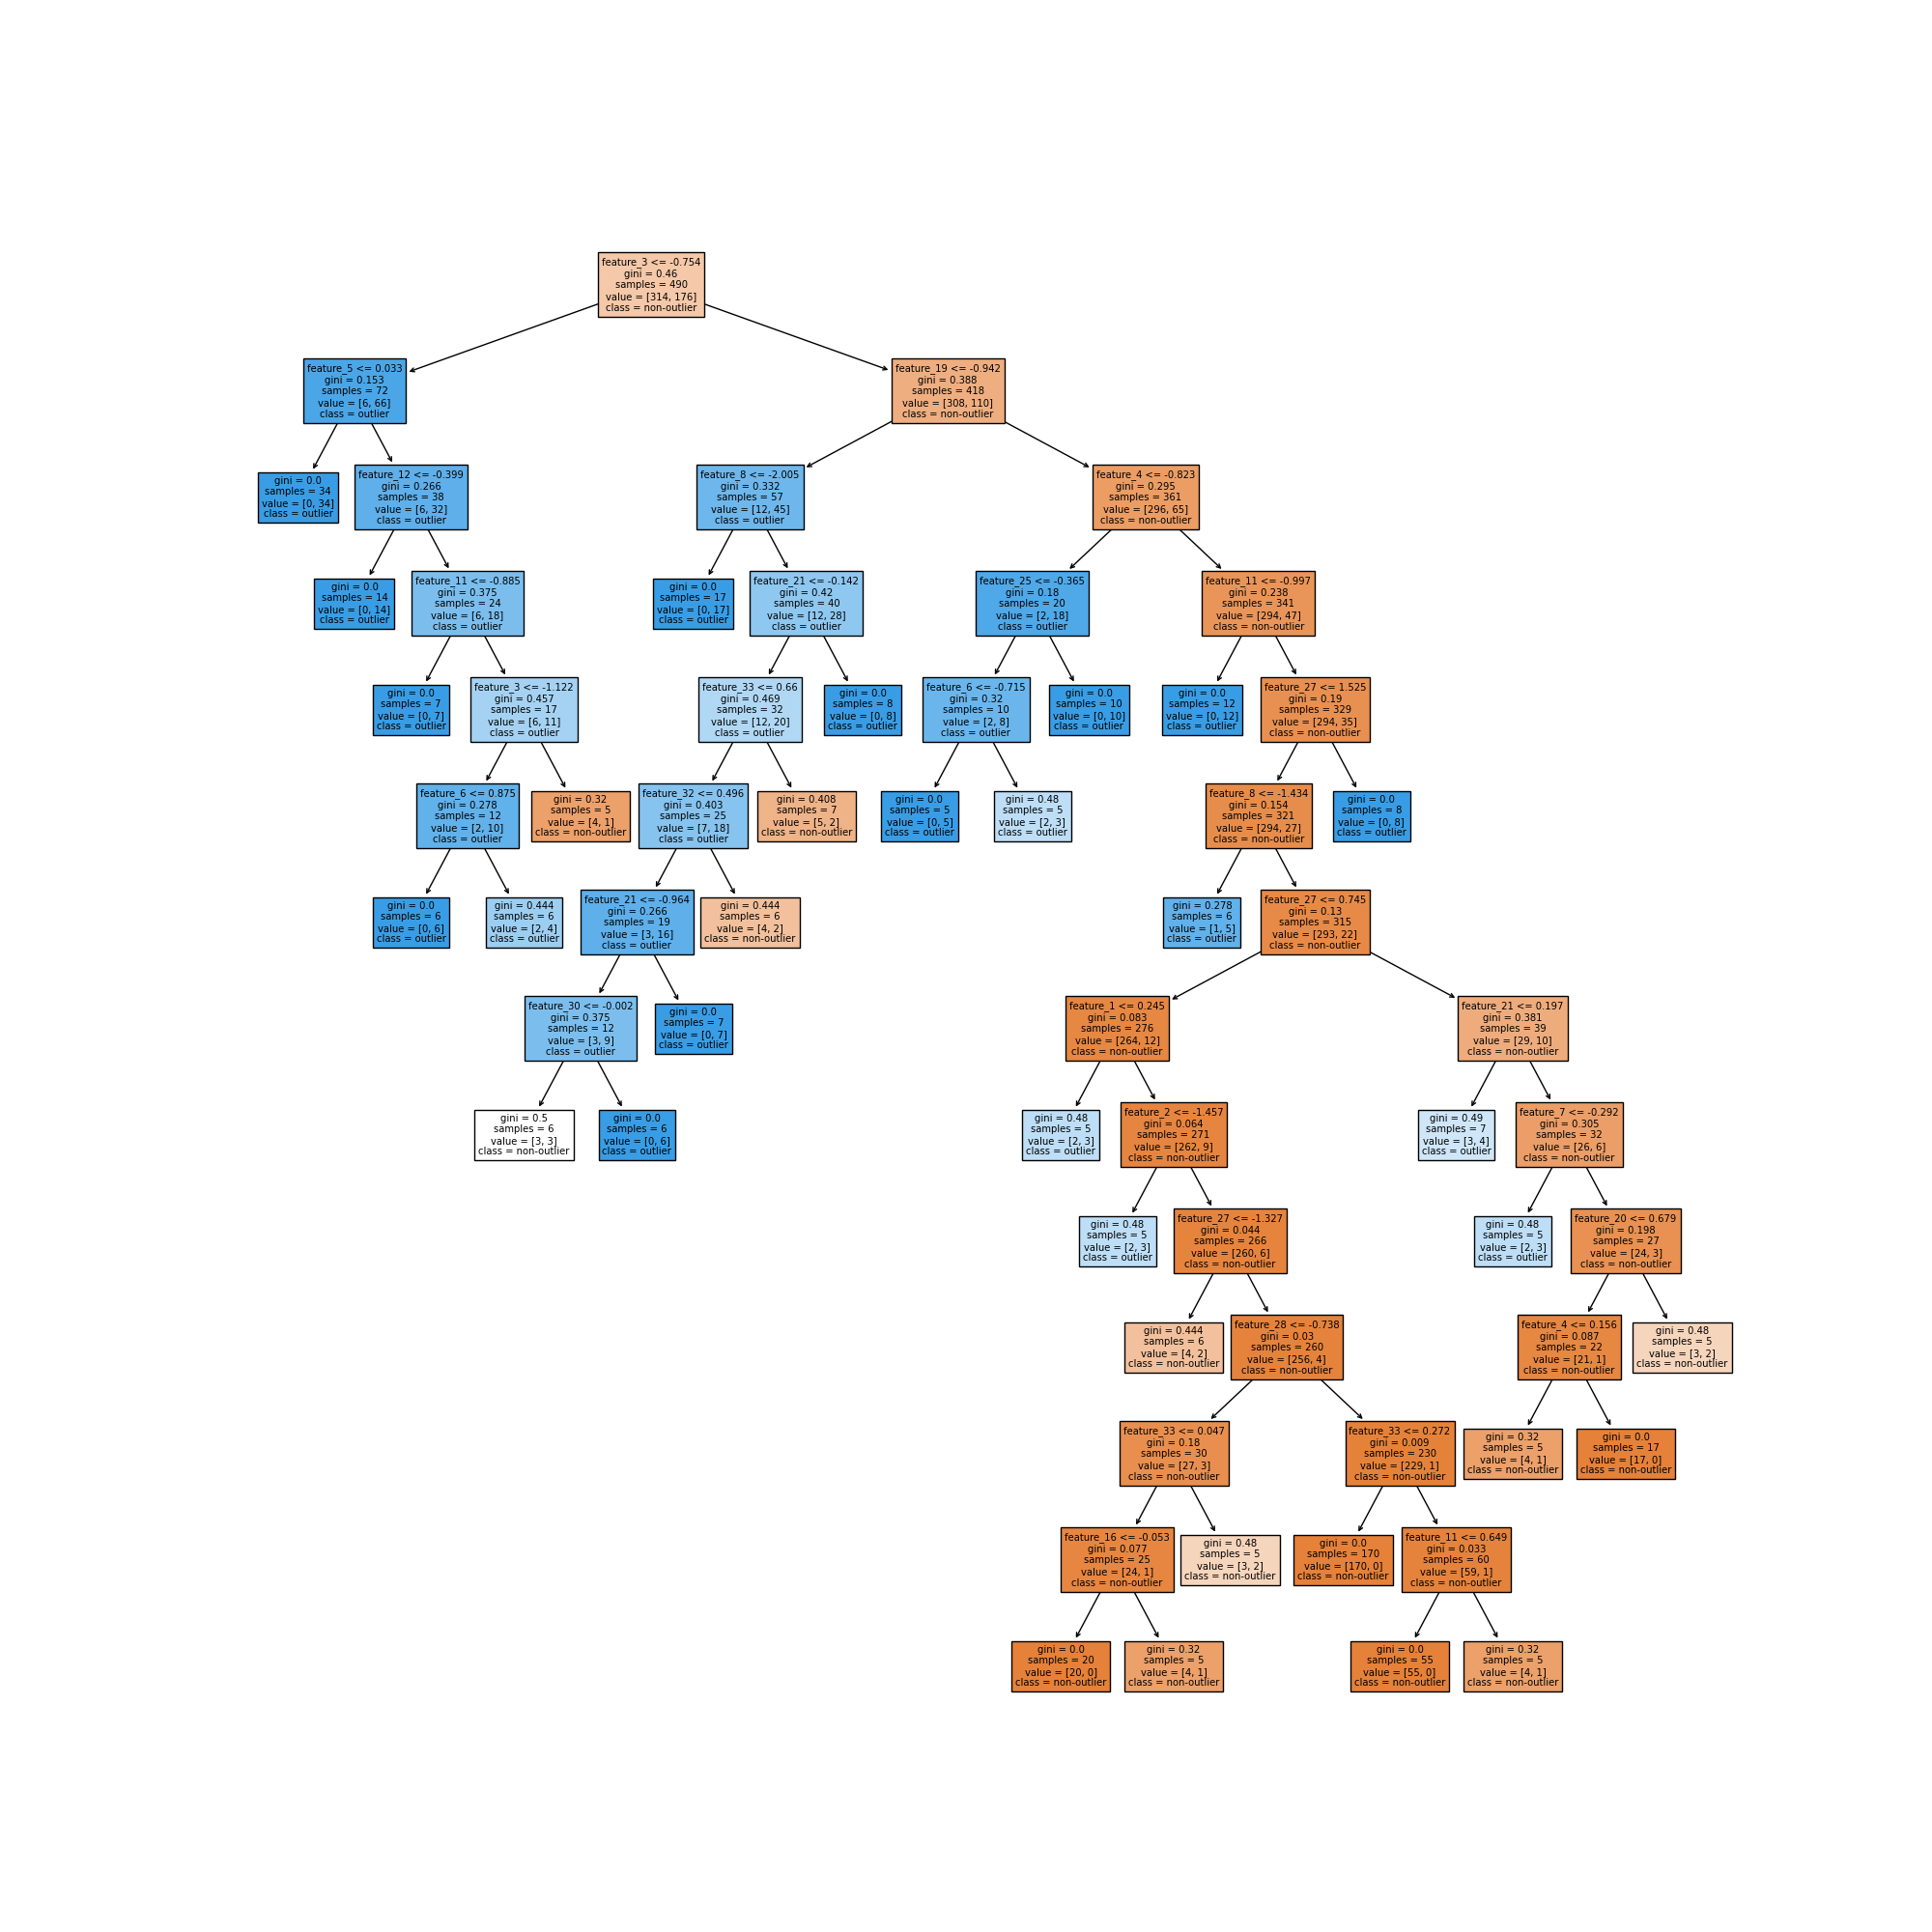 feature_3 <= -0.754
gini = 0.46
samples = 490
value = [314, 176]
class = non-outlier
feature_5 <= 0.033
gini = 0.153
samples = 72
value = [6, 66]
class = outlier
feature_19 <= -0.942
gini = 0.388
samples = 418
value = [308, 110]
class = non-outlier
gini = 0.0
samples = 34
value = [0, 34]
class = outlier
feature_12 <= -0.399
gini = 0.266
samples = 38
value = [6, 32]
class = outlier
feature_8 <= -2.005
gini = 0.332
samples = 57
value = [12, 45]
class = outlier
feature_4 <= -0.823
gini = 0.295
samples = 361
value = [296, 65]
class = non-outlier
gini = 0.0
samples = 14
value = [0, 14]
class = outlier
feature_11 <= -0.885
gini = 0.375
samples = 24
value = [6, 18]
class = outlier
gini = 0.0
samples = 17
value = [0, 17]
class = outlier
feature_21 <= -0.142
gini = 0.42
samples = 40
value = [12, 28]
class = outlier
feature_25 <= -0.365
gini = 0.18
samples = 20
value = [2, 18]
class = outlier
feature_11 <= -0.997
gini = 0.238
samples = 341
value = [294, 47]
class = non-outlier
gini = 0.0
samples = 7
value = [0, 7]
class = outlier
feature_3 <= -1.122
gini = 0.457
samples = 17
value = [6, 11]
class = outlier
feature_33 <= 0.66
gini = 0.469
samples = 32
value = [12, 20]
class = outlier
gini = 0.0
samples = 8
value = [0, 8]
class = outlier
feature_6 <= -0.715
gini = 0.32
samples = 10
value = [2, 8]
class = outlier
gini = 0.0
samples = 10
value = [0, 10]
class = outlier
gini = 0.0
samples = 12
value = [0, 12]
class = outlier
feature_27 <= 1.525
gini = 0.19
samples = 329
value = [294, 35]
class = non-outlier
feature_6 <= 0.875
gini = 0.278
samples = 12
value = [2, 10]
class = outlier
gini = 0.32
samples = 5
value = [4, 1]
class = non-outlier
feature_32 <= 0.496
gini = 0.403
samples = 25
value = [7, 18]
class = outlier
gini = 0.408
samples = 7
value = [5, 2]
class = non-outlier
gini = 0.0
samples = 5
value = [0, 5]
class = outlier
gini = 0.48
samples = 5
value = [2, 3]
class = outlier
feature_8 <= -1.434
gini = 0.154
samples = 321
value = [294, 27]
class = non-outlier
gini = 0.0
samples = 8
value = [0, 8]
class = outlier
gini = 0.0
samples = 6
value = [0, 6]
class = outlier
gini = 0.444
samples = 6
value = [2, 4]
class = outlier
feature_21 <= -0.964
gini = 0.266
samples = 19
value = [3, 16]
class = outlier
gini = 0.444
samples = 6
value = [4, 2]
class = non-outlier
gini = 0.278
samples = 6
value = [1, 5]
class = outlier
feature_27 <= 0.745
gini = 0.13
samples = 315
value = [293, 22]
class = non-outlier
feature_30 <= -0.002
gini = 0.375
samples = 12
value = [3, 9]
class = outlier
gini = 0.0
samples = 7
value = [0, 7]
class = outlier
feature_1 <= 0.245
gini = 0.083
samples = 276
value = [264, 12]
class = non-outlier
feature_21 <= 0.197
gini = 0.381
samples = 39
value = [29, 10]
class = non-outlier
gini = 0.5
samples = 6
value = [3, 3]
class = non-outlier
gini = 0.0
samples = 6
value = [0, 6]
class = outlier
gini = 0.48
samples = 5
value = [2, 3]
class = outlier
feature_2 <= -1.457
gini = 0.064
samples = 271
value = [262, 9]
class = non-outlier
gini = 0.49
samples = 7
value = [3, 4]
class = outlier
feature_7 <= -0.292
gini = 0.305
samples = 32
value = [26, 6]
class = non-outlier
gini = 0.48
samples = 5
value = [2, 3]
class = outlier
feature_27 <= -1.327
gini = 0.044
samples = 266
value = [260, 6]
class = non-outlier
gini = 0.48
samples = 5
value = [2, 3]
class = outlier
feature_20 <= 0.679
gini = 0.198
samples = 27
value = [24, 3]
class = non-outlier
gini = 0.444
samples = 6
value = [4, 2]
class = non-outlier
feature_28 <= -0.738
gini = 0.03
samples = 260
value = [256, 4]
class = non-outlier
feature_4 <= 0.156
gini = 0.087
samples = 22
value = [21, 1]
class = non-outlier
gini = 0.48
samples = 5
value = [3, 2]
class = non-outlier
feature_33 <= 0.047
gini = 0.18
samples = 30
value = [27, 3]
class = non-outlier
feature_33 <= 0.272
gini = 0.009
samples = 230
value = [229, 1]
class = non-outlier
gini = 0.32
samples = 5
value = [4, 1]
class = non-outlier
gini = 0.0
samples = 17
value = [17, 0]
class = non-outlier
feature_16 <= -0.053
gini = 0.077
samples = 25
value = [24, 1]
class = non-outlier
gini = 0.48
samples = 5
value = [3, 2]
class = non-outlier
gini = 0.0
samples = 170
value = [170, 0]
class = non-outlier
feature_11 <= 0.649
gini = 0.033
samples = 60
value = [59, 1]
class = non-outlier
gini = 0.0
samples = 20
value = [20, 0]
class = non-outlier
gini = 0.32
samples = 5
value = [4, 1]
class = non-outlier
gini = 0.0
samples = 55
value = [55, 0]
class = non-outlier
gini = 0.32
samples = 5
value = [4, 1]
class = non-outlier